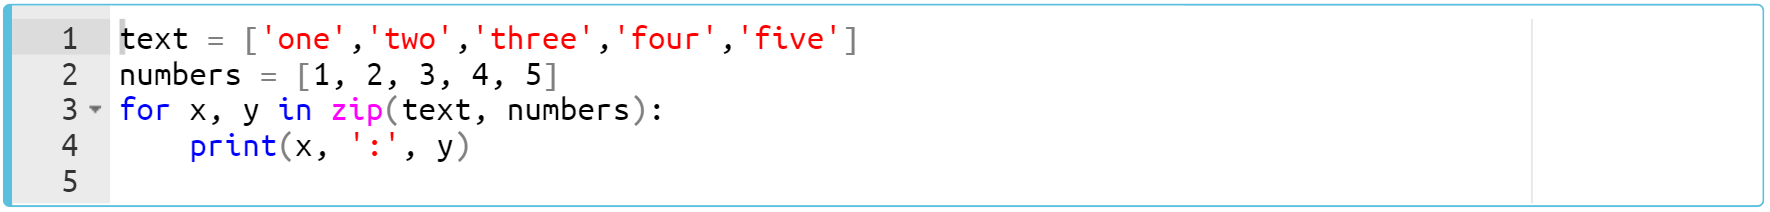 1 text = ['one','two','three','four','five']
2 numbers = [1, 2, 3, 4, 5]
3 for x, y in zip(text, numbers):
4     print(x, ':', y)
5